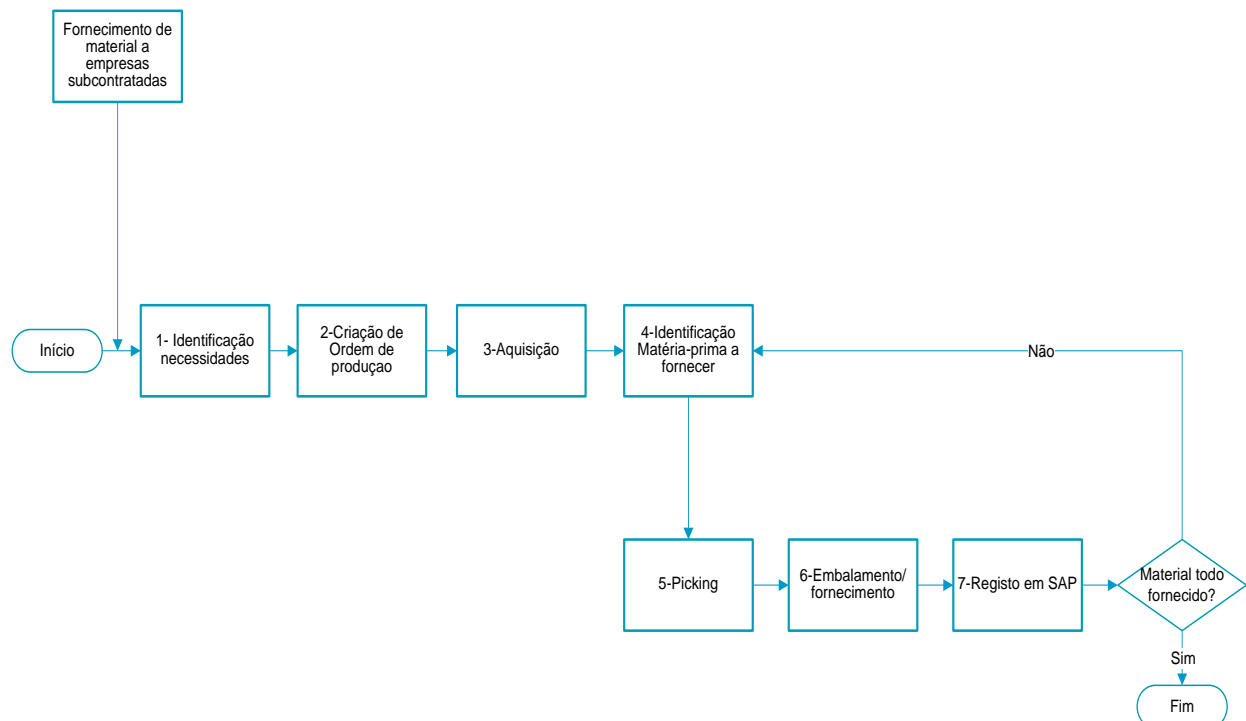 Fornecimento de
material a
empresas
subcontratadas
Início
1- Identificação
necessidades
2-Criação de
Ordem de
produçao
3-Aquisição
4-Identificação
Matéria-prima a
fornecer
Não
5-Picking
6-Embalamento/
fornecimento
7-Registo em SAP
Material todo
fornecido?
Sim
Fim